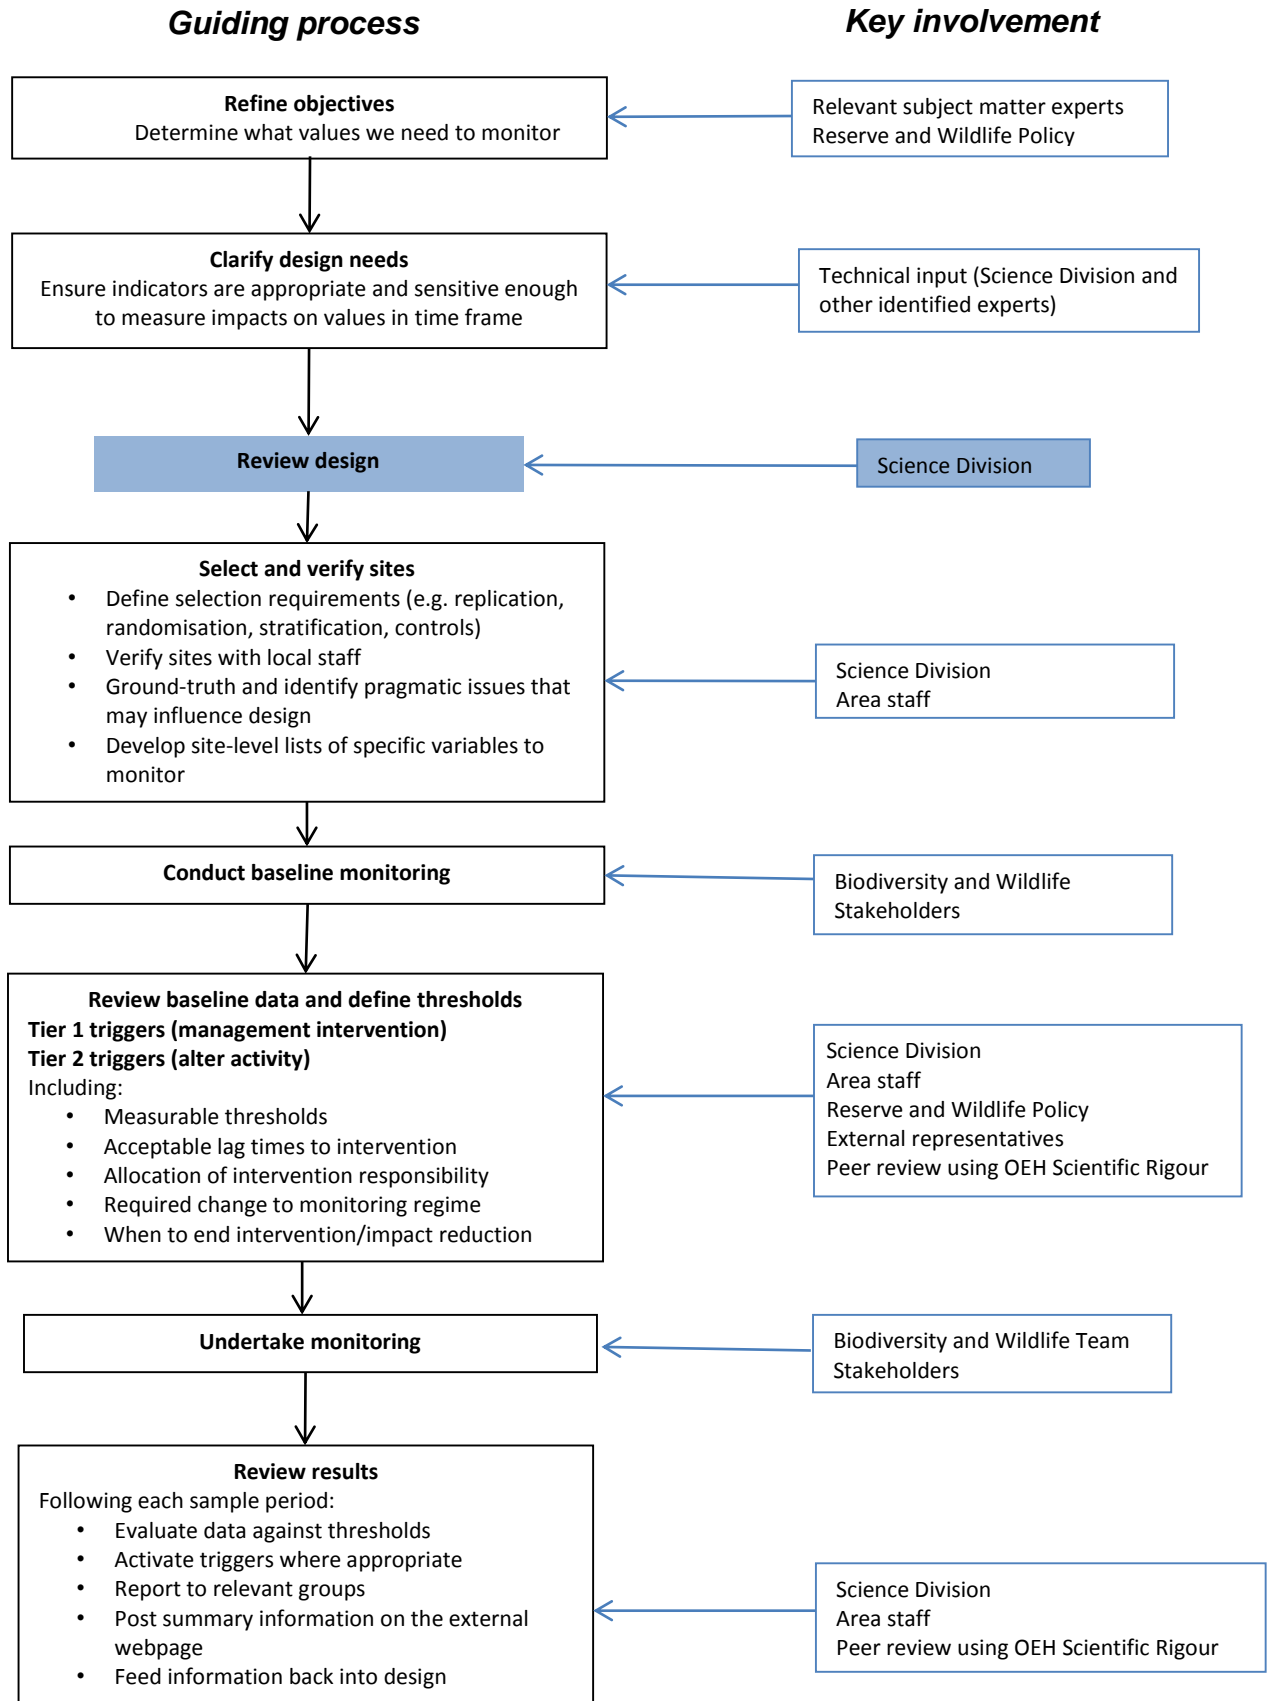 Guiding process
Key involvement
Refine objectives
Determine what values we need to monitor
Relevant subject matter experts
Reserve and Wildlife Policy
Clarify design needs
Ensure indicators are appropriate and sensitive enough
to measure impacts on values in time frame
Technical input (Science Division and
other identified experts)
Review design
Science Division
Select and verify sites
• Define selection requirements (e.g. replication,
randomisation, stratification, controls)
• Verify sites with local staff
• Ground-truth and identify pragmatic issues that
may influence design
• Develop site-level lists of specific variables to
monitor
Science Division
Area staff
Conduct baseline monitoring
Biodiversity and Wildlife
Stakeholders
Review baseline data and define thresholds
Tier 1 triggers (management intervention)
Tier 2 triggers (alter activity)
Including:
• Measurable thresholds
• Acceptable lag times to intervention
• Allocation of intervention responsibility
• Required change to monitoring regime
• When to end intervention/impact reduction
Science Division
Area staff
Reserve and Wildlife Policy
External representatives
Peer review using OEH Scientific Rigour
Undertake monitoring
Biodiversity and Wildlife Team
Stakeholders
Review results
Following each sample period:
• Evaluate data against thresholds
• Activate triggers where appropriate
• Report to relevant groups
• Post summary information on the external
webpage
• Feed information back into design
Science Division
Area staff
Peer review using OEH Scientific Rigour